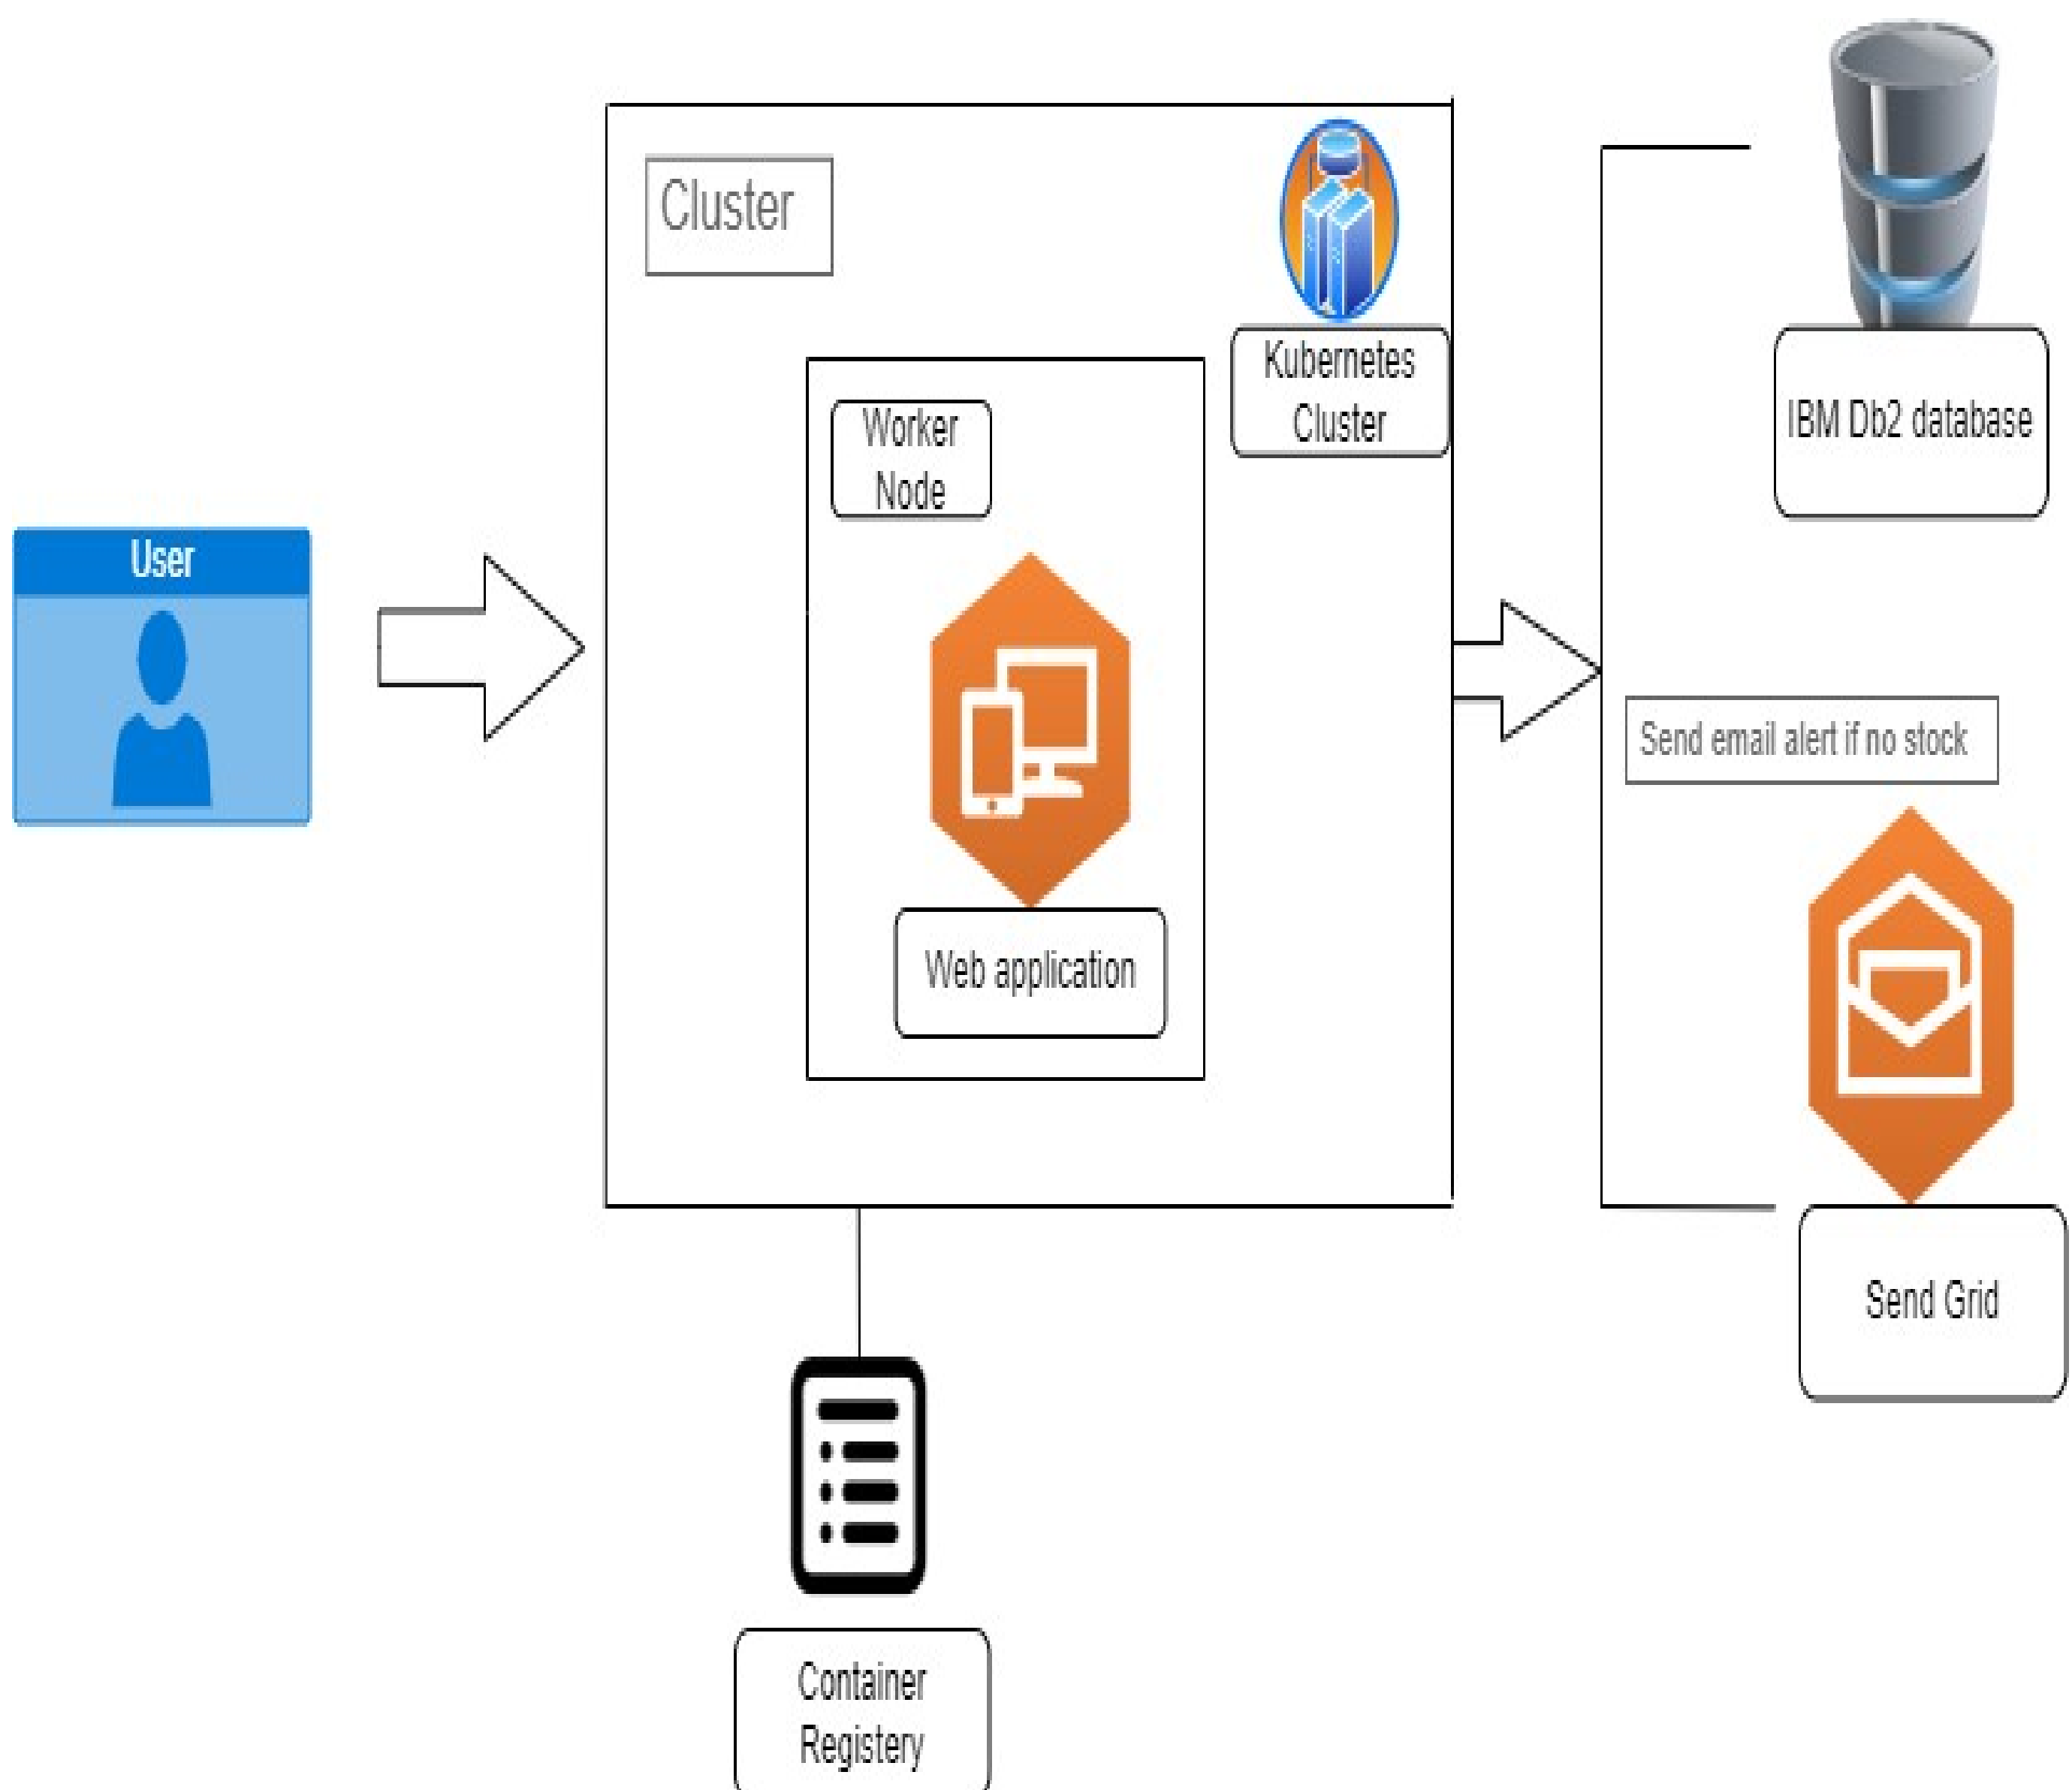 Cluster
Kubernetes
Cluster
Worker
Node
User
Web application
IBM Db2 database
Send email alert if no stock
Send Grid
Container
Registery